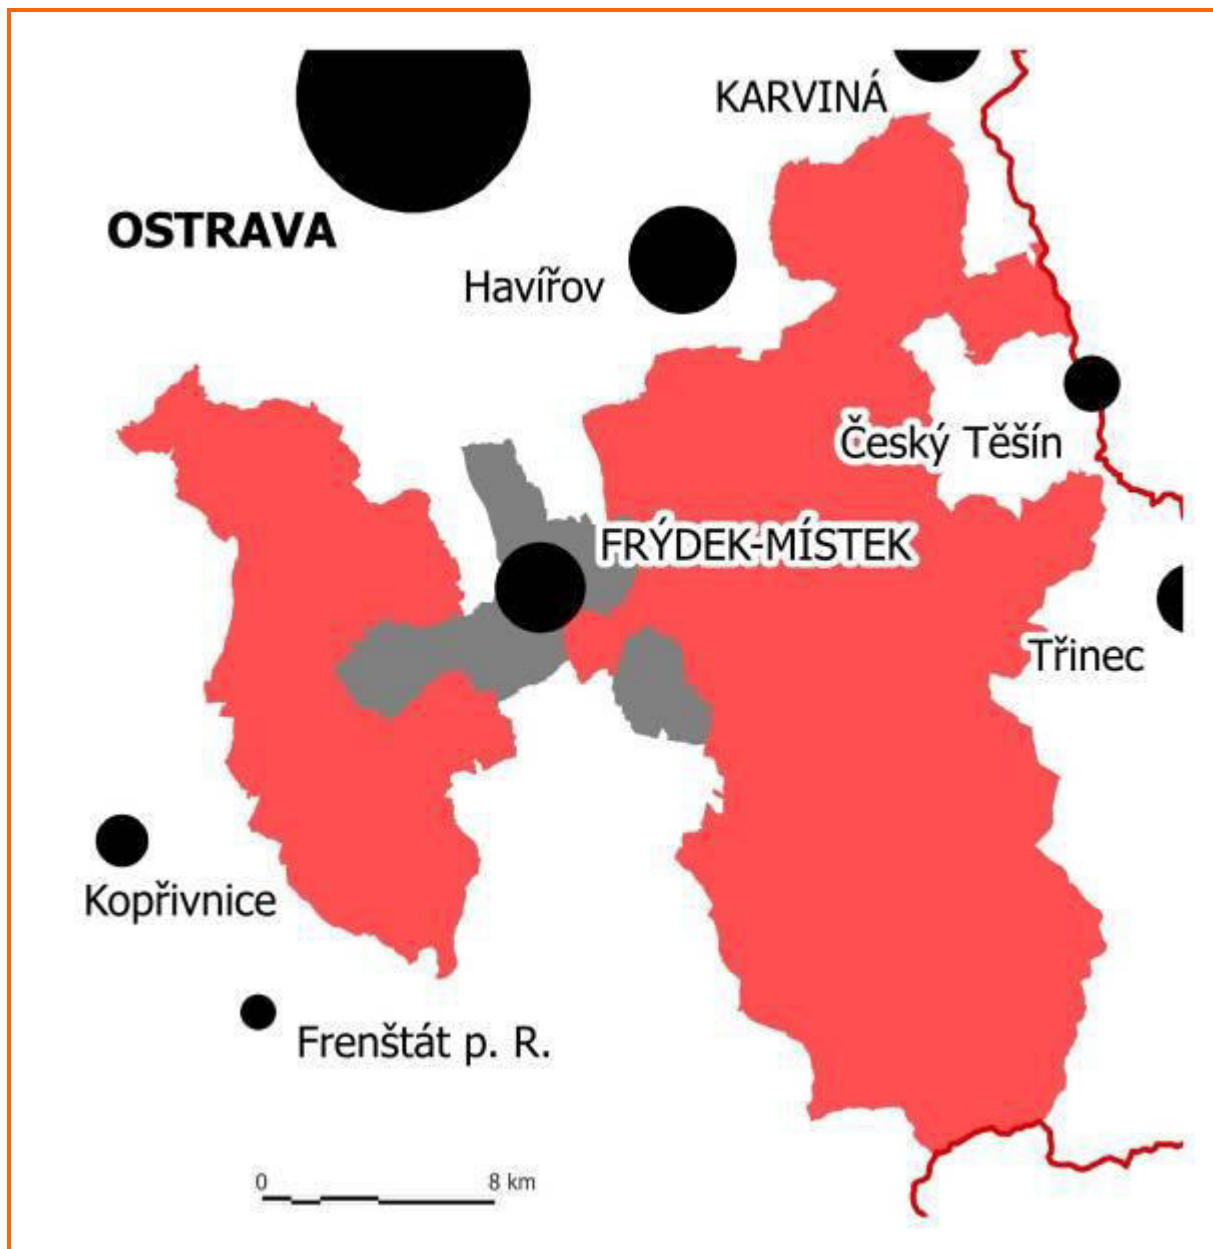 KARVINÁ
OSTRAVA
Havířov
Český Těšín
FRÝDEK-MÍSTEK
Třinec
Kopřivnice
Frenštát p. R.
0 8 km